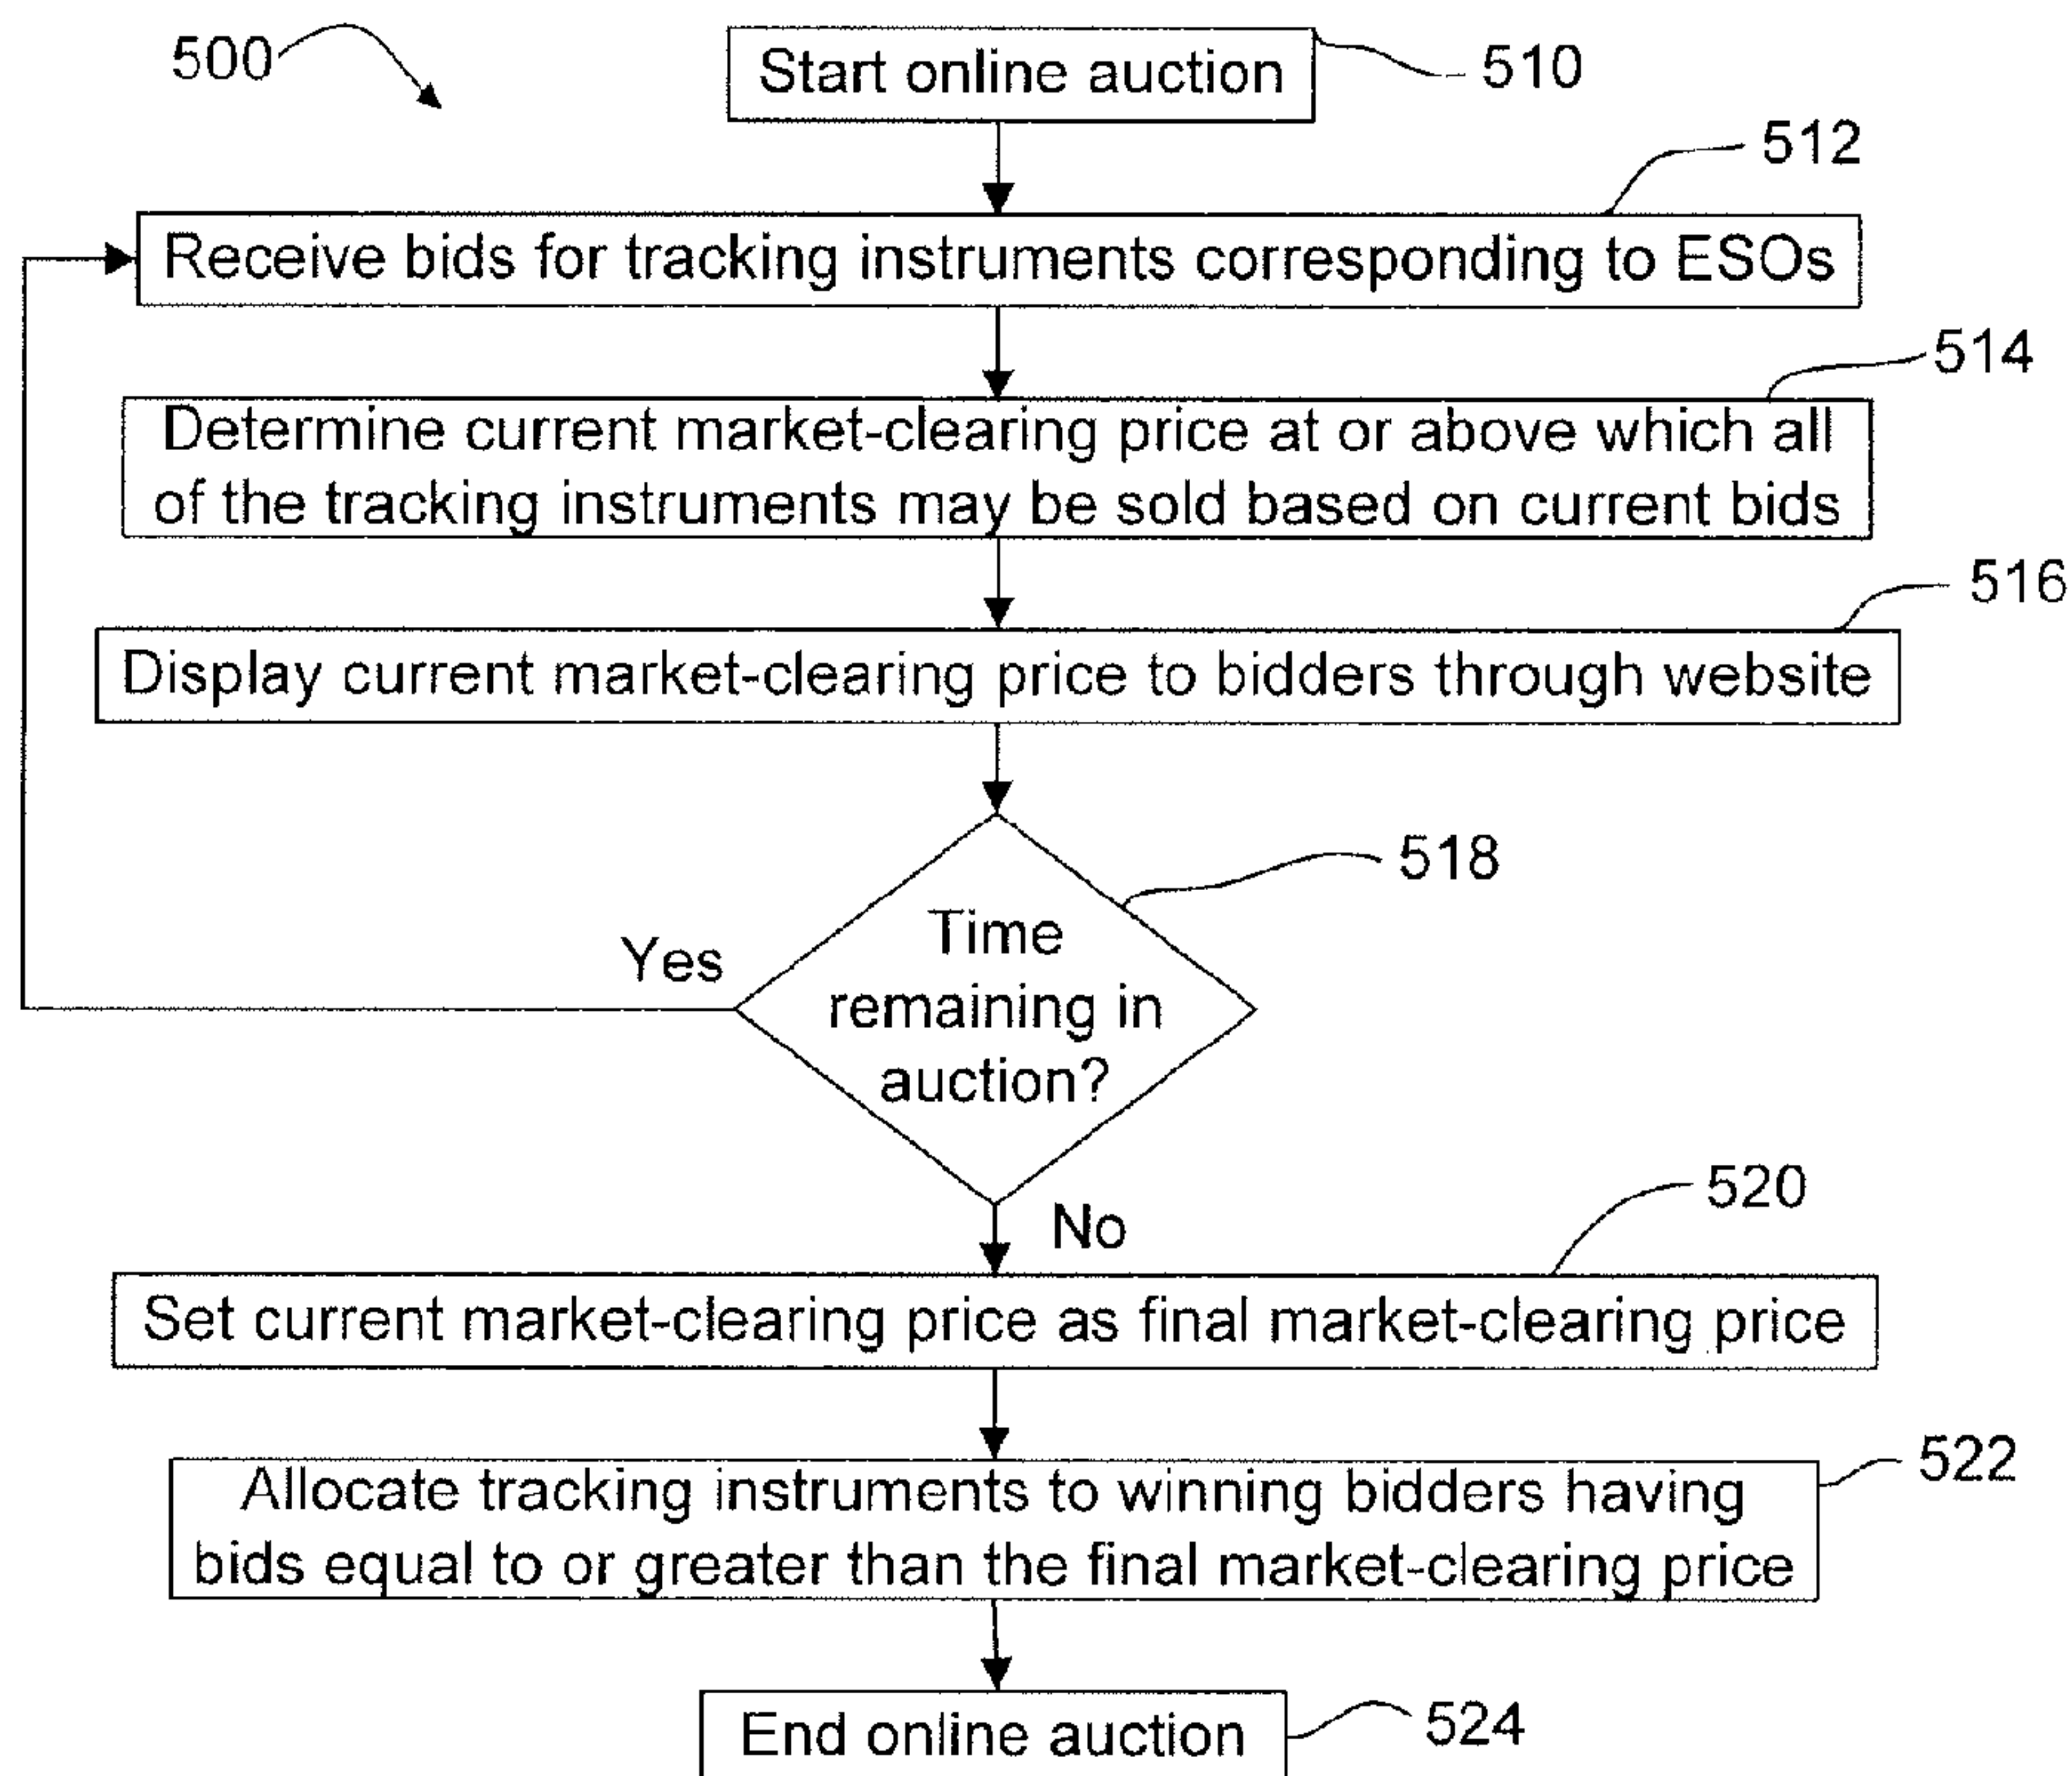 500
Start online auction
510
512
Receive bids for tracking instruments corresponding to ESOs
514
Determine current market-clearing price at or above which all
of the tracking instruments may be sold based on current bids
516
Display current market-clearing price to bidders through website
518
Time
remaining in
auction?
Yes
No
520
Set current market-clearing price as final market-clearing price
522
Allocate tracking instruments to winning bidders having
bids equal to or greater than the final market-clearing price
End online auction
524